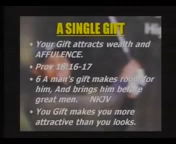 A SINGLE GIFT
• Your Gift attracts wealth and
AFFULENCE.
• Prov 18:16-17
• 6 A man's gift makes room for
him, And brings him before
great men. NKJV
• You Gift makes you more
attractive than you looks.